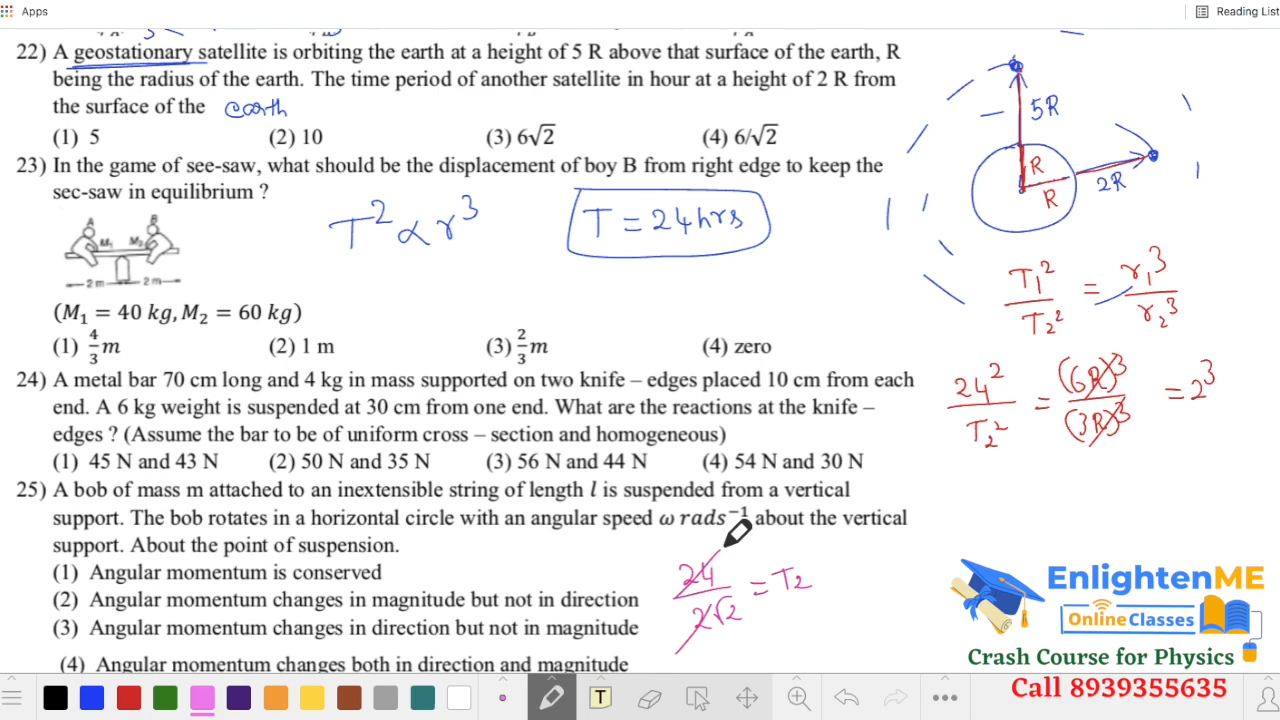 Apps
Reading List
22) A geostationary satellite is orbiting the earth at a height of 5 R above that surface of the earth, R
being the radius of the earth. The time period of another satellite in hour at a height of 2 R from
the surface of the earth
(1) 5 (2) 10 (3) 6√2 (4) 6/√2
23) In the game of see-saw, what should be the displacement of boy B from right edge to keep the
sec-saw in equilibrium ?
A B
M₁ M₂
2 m 2 m
T² ∝ r³
T = 24 hrs
(M₁ = 40 kg, M₂ = 60 kg)
(1) 4/3 m (2) 1 m (3) 2/3 m (4) zero
24) A metal bar 70 cm long and 4 kg in mass supported on two knife – edges placed 10 cm from each
end. A 6 kg weight is suspended at 30 cm from one end. What are the reactions at the knife –
edges ? (Assume the bar to be of uniform cross – section and homogeneous)
(1) 45 N and 43 N (2) 50 N and 35 N (3) 56 N and 44 N (4) 54 N and 30 N
25) A bob of mass m attached to an inextensible string of length l is suspended from a vertical
support. The bob rotates in a horizontal circle with an angular speed ω rads⁻¹ about the vertical
support. About the point of suspension.
(1) Angular momentum is conserved
(2) Angular momentum changes in magnitude but not in direction
(3) Angular momentum changes in direction but not in magnitude
(4) Angular momentum changes both in direction and magnitude
24/2√2 = T₂
5R
R
R
2R
T₁²/T₂² = r₁³/r₂³
24²/T₂² = (6R)³/(3R)³ = 2³
EnlightenME
Online Classes
Crash Course for Physics
Call 8939355635
T